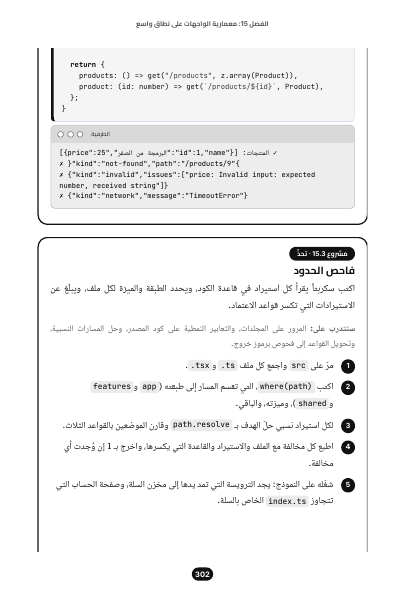 الفصل 15: معمارية الواجهات على نطاق واسع
return {
products: () => get("/products", z.array(Product)),
product: (id: number) => get(`/products/${id}`, Product),
};
}
الطرفية
✓ المنتجات: [{"id":1,"name":"البرمجة من الصفر","price":25}]
✗ {"kind":"not-found","path":"/products/9"}
✗ {"kind":"invalid","issues":["price: Invalid input: expected
number, received string"]}
✗ {"kind":"network","message":"TimeoutError"}
مشروع 15.3 · تحدٍّ
فاحص الحدود
اكتب سكربتاً يقرأ كل استيراد في قاعدة الكود، ويحدد الطبقة والميزة لكل ملف، ويبلّغ عن
الاستيرادات التي تكسر قواعد الاعتماد.
ستتدرب على: المرور على المجلدات، والتعابير النمطية على كود المصدر، وحل المسارات النسبية،
وتحويل القواعد إلى فحوص برموز خروج.
1 مرّ على src واجمع كل ملف .ts و .tsx.
2 اكتب where(path)، التي تقسم المسار إلى طبقته (app و features
و shared)، وميزته، والباقي.
3 لكل استيراد نسبي حلّ الهدف بـ path.resolve وقارن الموضعين بالقواعد الثلاث.
4 اطبع كل مخالفة مع الملف والاستيراد والقاعدة التي يكسرها، واخرج بـ 1 إن وُجدت أي
مخالفة.
5 شغّله على النموذج: يجد الترويسة التي تمد يدها إلى مخزن السلة، وصفحة الحساب التي
تتجاوز index.ts الخاص بالسلة.
302